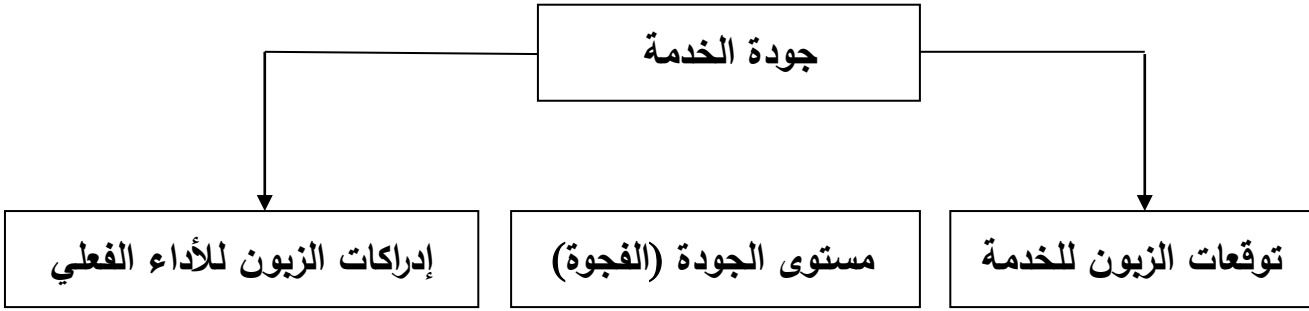 جودة الخدمة
توقعات الزبون للخدمة
مستوى الجودة (الفجوة)
إدراكات الزبون للأداء الفعلي